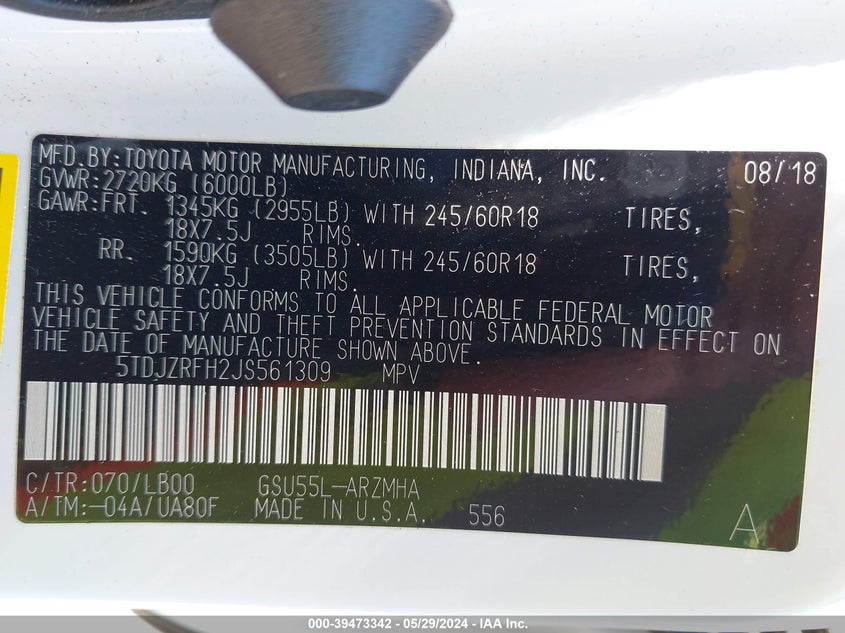 MFD.BY:TOYOTA MOTOR MANUFACTURING, INDIANA, INC. 08/18
GVWR:2720KG (6000LB)
GAWR:FRT. 1345KG (2955LB) WITH 245/60R18 TIRES,
18X7.5J RIMS.
RR. 1590KG (3505LB) WITH 245/60R18 TIRES,
18X7.5J RIMS.
THIS VEHICLE CONFORMS TO ALL APPLICABLE FEDERAL MOTOR
VEHICLE SAFETY AND THEFT PREVENTION STANDARDS IN EFFECT ON
THE DATE OF MANUFACTURE SHOWN ABOVE.
5TDJZRFH2JS561309 MPV
C/TR:070/LB00 GSU55L-ARZMHA
A/TM:-04A/UA80F MADE IN U.S.A. 556 A
000-39473342 - 05/29/2024 - IAA Inc.